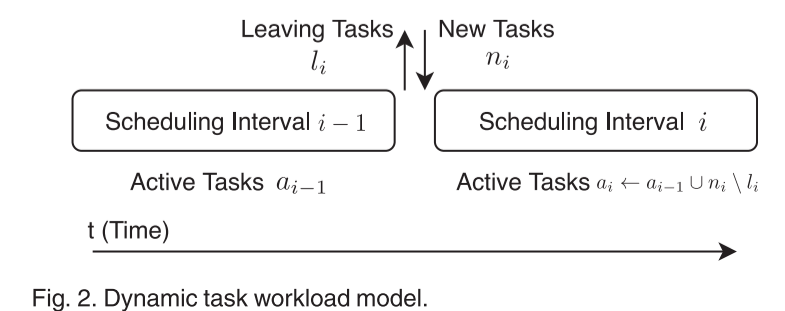 Leaving Tasks New Tasks
l_i n_i
Scheduling Interval i − 1 Scheduling Interval i
Active Tasks a_{i−1} Active Tasks a_i ← a_{i−1} ∪ n_i \ l_i
t (Time)
Fig. 2. Dynamic task workload model.